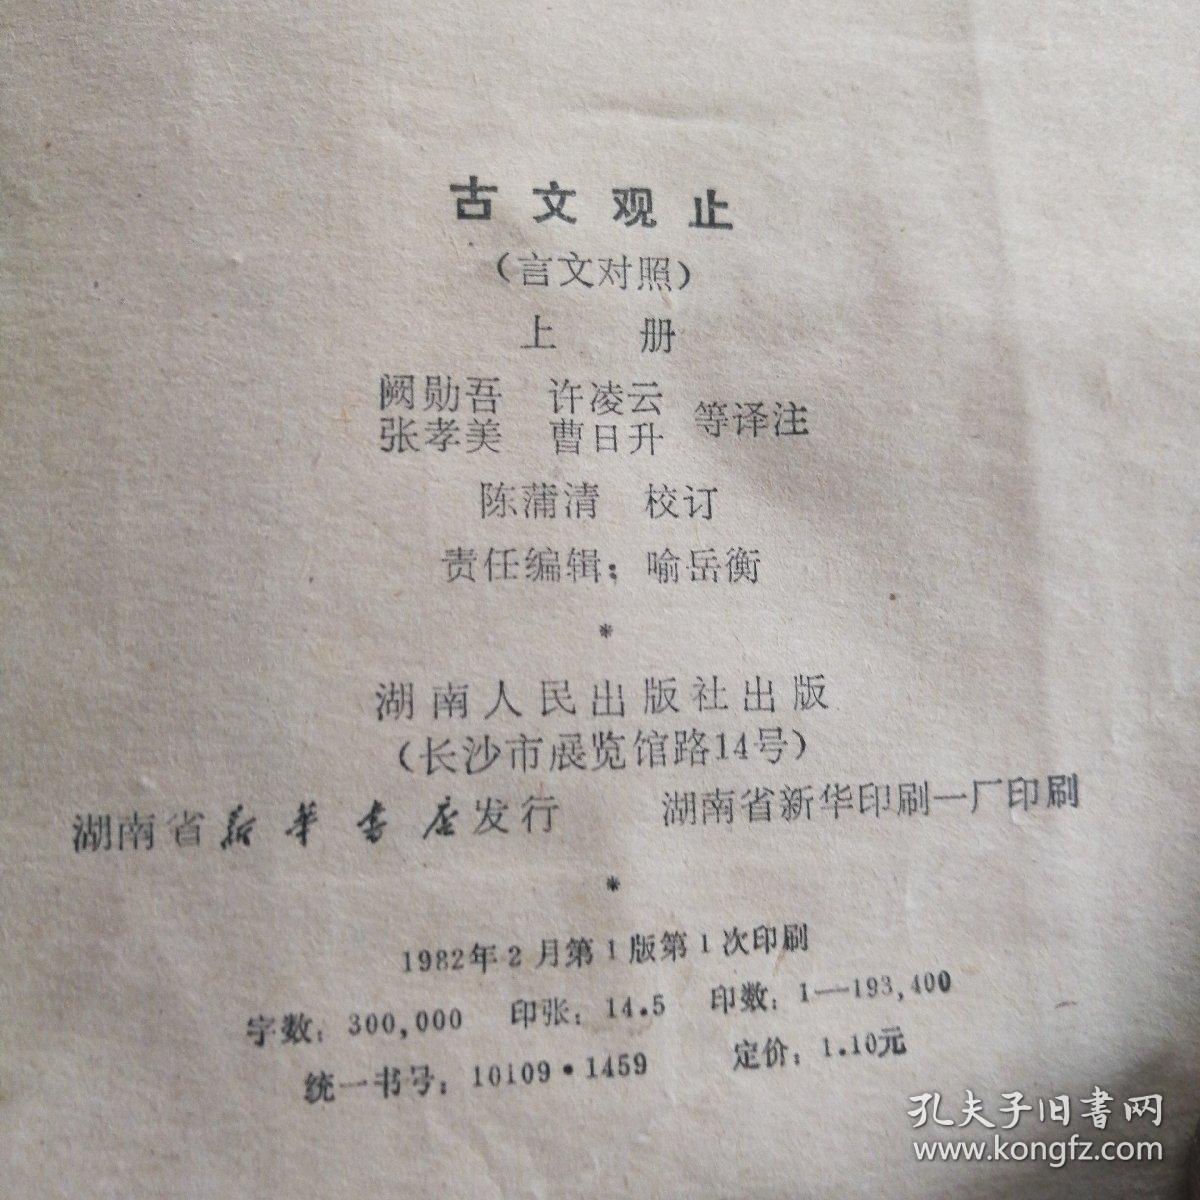 古文观止
（言文对照）
上　册
阙勋吾　许凌云
张孝美　曹日升　等译注
陈蒲清　校订
责任编辑：喻岳衡
*
湖南人民出版社出版
（长沙市展览馆路14号）
湖南省新华书店发行　湖南省新华印刷一厂印刷
*
1982年2月第1版第1次印刷
字数：300,000　印张：14.5　印数：1—193,400
统一书号：10109·1459　定价：1.10元
孔夫子旧书网
www.kongfz.com